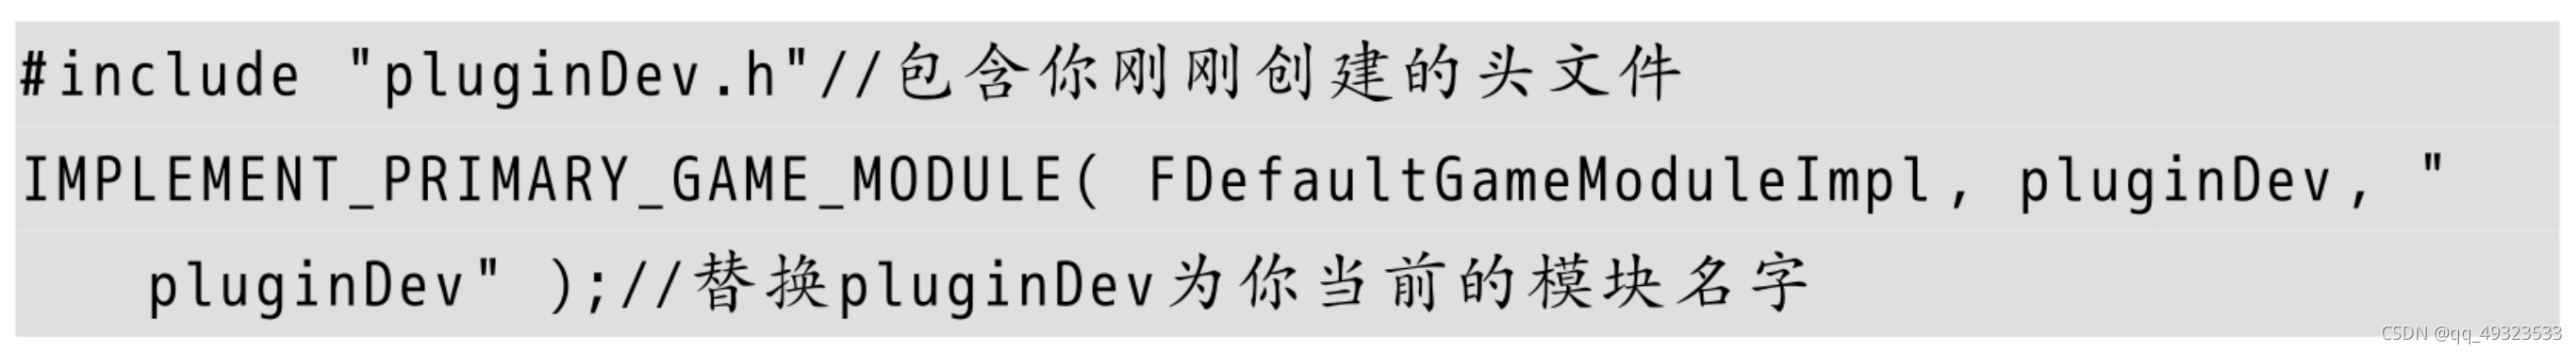 #include "pluginDev.h"//包含你刚刚创建的头文件
IMPLEMENT_PRIMARY_GAME_MODULE( FDefaultGameModuleImpl, pluginDev, "
pluginDev" );//替换pluginDev为你当前的模块名字
CSDN @qq_49323533